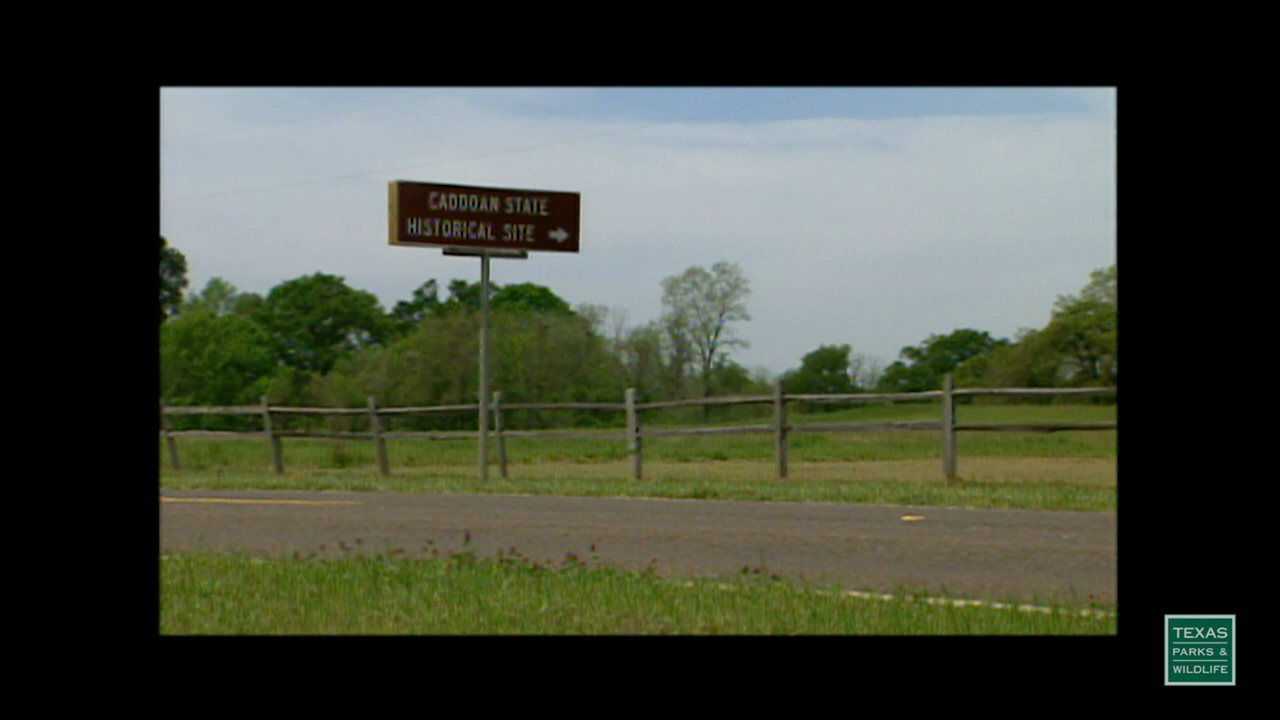 CADDOAN STATE
HISTORICAL SITE →
TEXAS
PARKS &
WILDLIFE